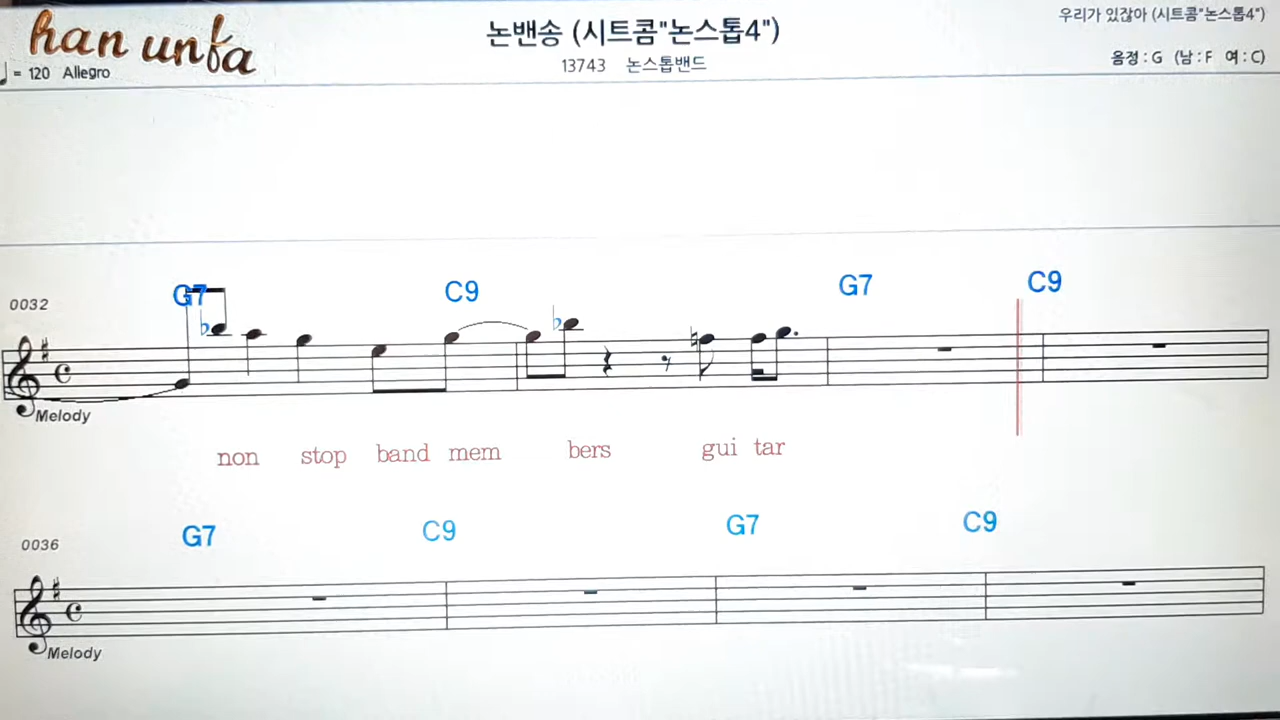 han unfa
♩ = 120 Allegro
논밴송 (시트콤"논스톱4")
13743 논스톱밴드
우리가 있잖아 (시트콤"논스톱4")
음정 : G (남 : F 여 : C)
G7 C9 G7 C9
0032
Melody
non stop band mem bers gui tar
G7 C9 G7 C9
0036
Melody